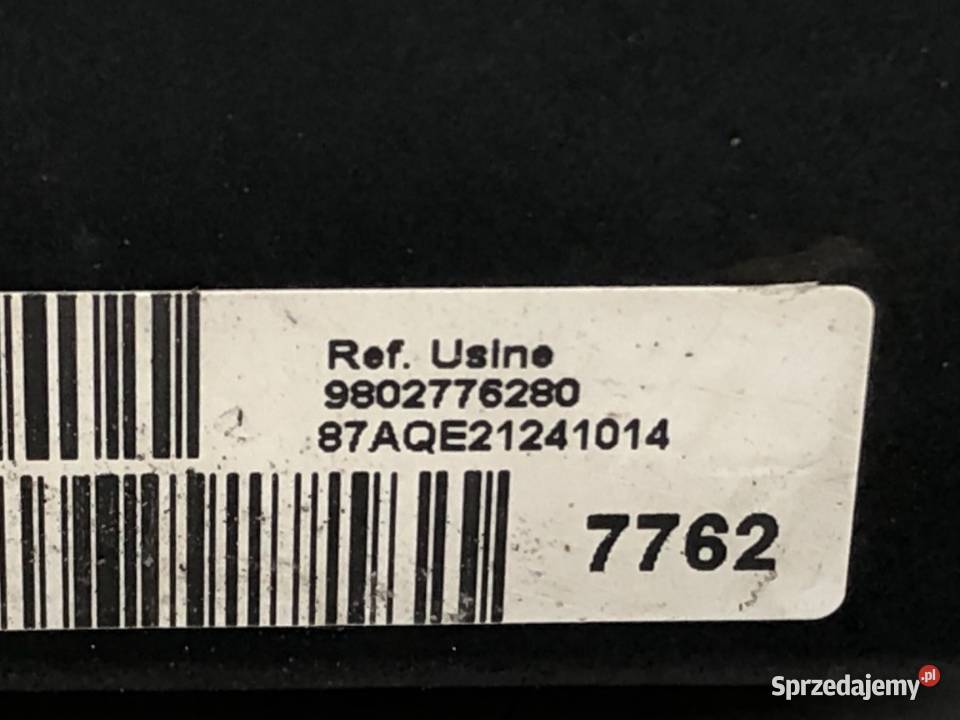 Ref. Usine
9802776280
87AQE21241014
7762
Sprzedajemy.pl